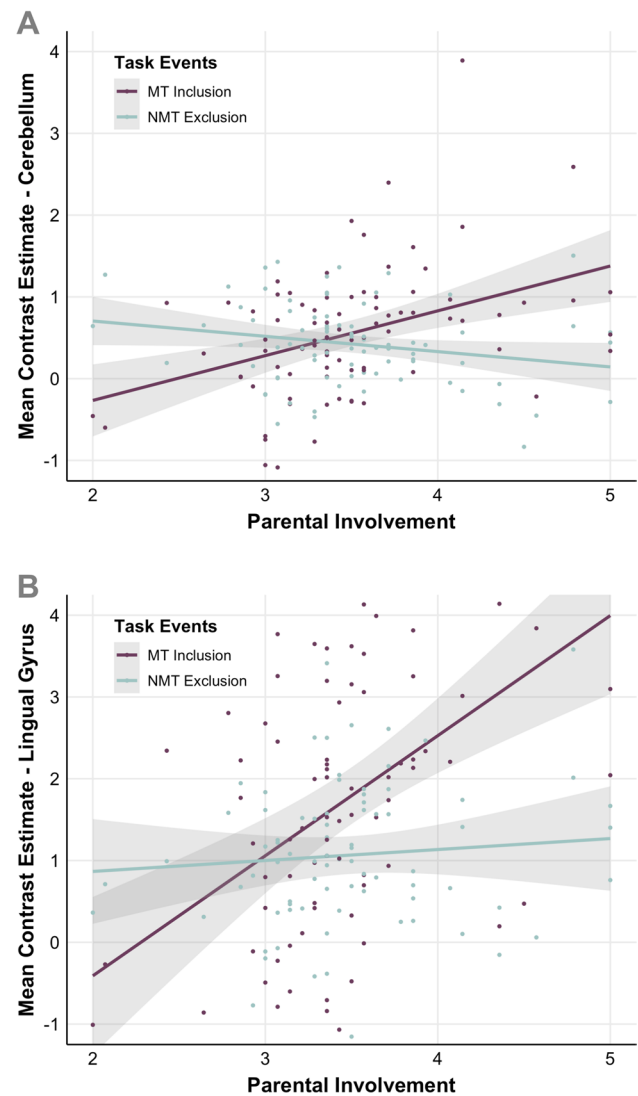 A
Mean Contrast Estimate - Cerebellum
Task Events
MT Inclusion
NMT Exclusion
4
3
2
1
0
-1
2 3 4 5
Parental Involvement
B
Mean Contrast Estimate - Lingual Gyrus
Task Events
MT Inclusion
NMT Exclusion
4
3
2
1
0
-1
2 3 4 5
Parental Involvement